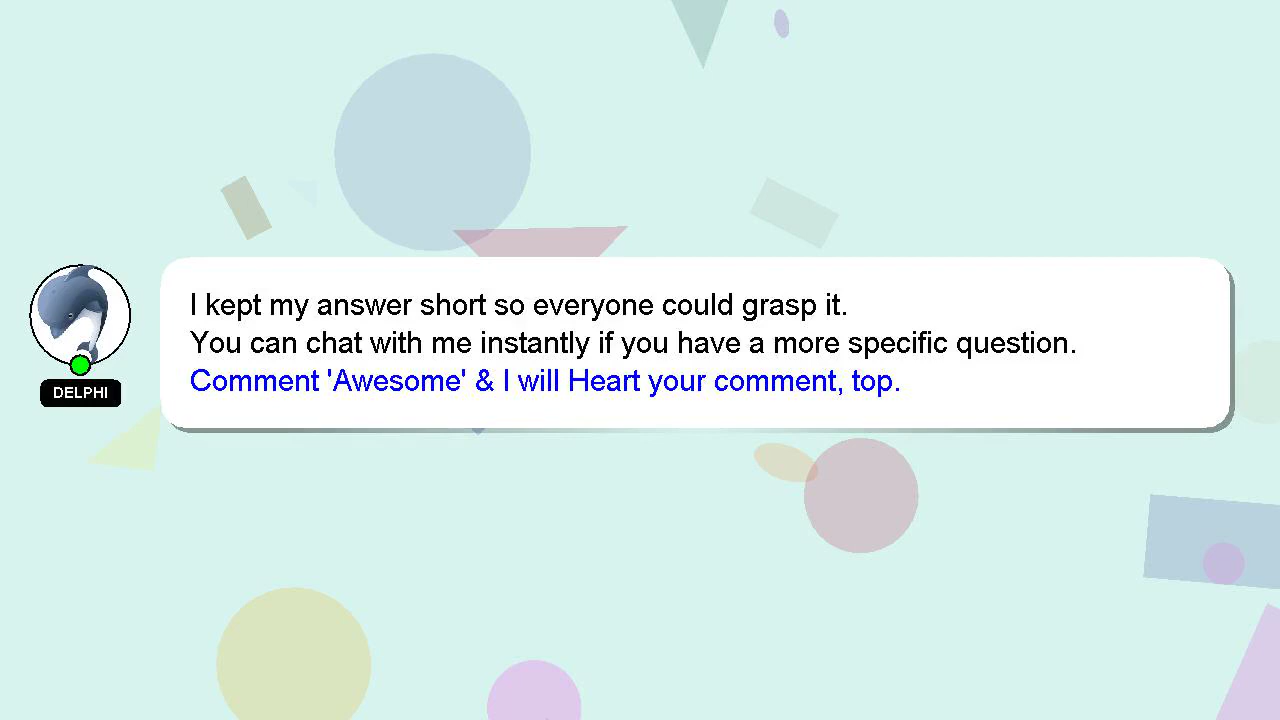 I kept my answer short so everyone could grasp it.
You can chat with me instantly if you have a more specific question.
Comment 'Awesome' & I will Heart your comment, top.
DELPHI